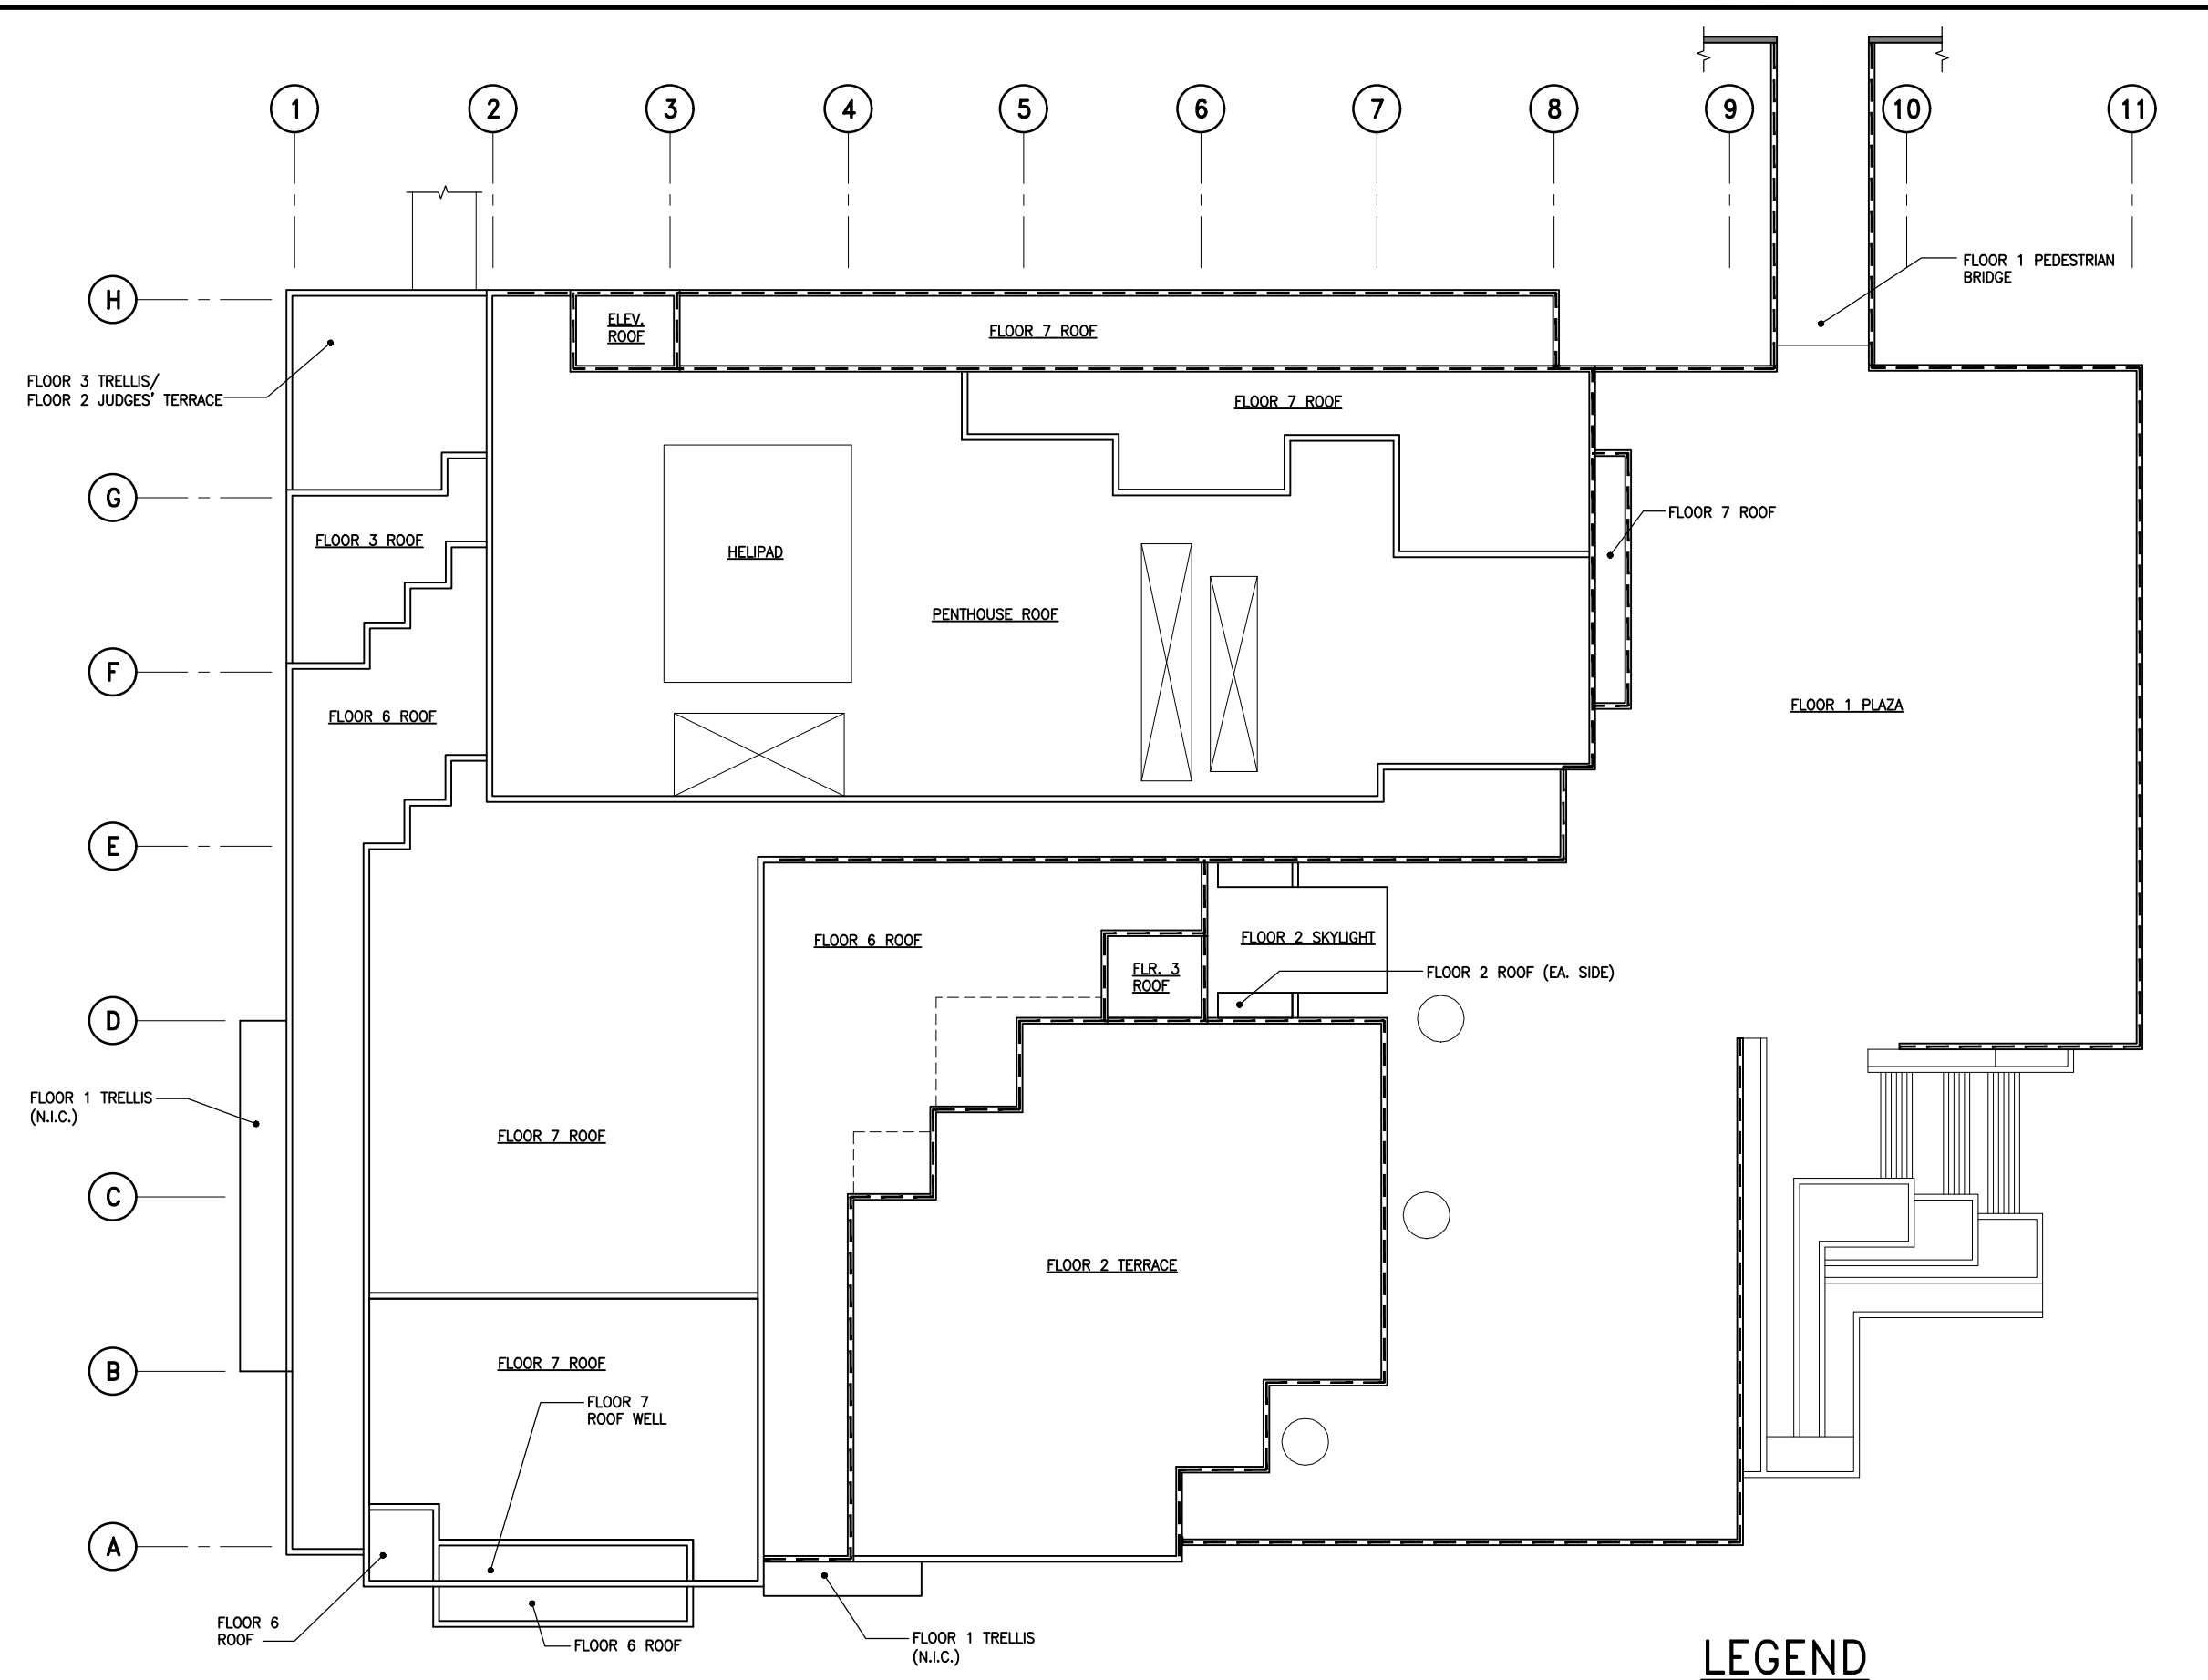 1 2 3 4 5 6 7 8 9 10 11
FLOOR 1 PEDESTRIAN
BRIDGE
H
ELEV.
ROOF
FLOOR 7 ROOF
FLOOR 3 TRELLIS/
FLOOR 2 JUDGES' TERRACE
FLOOR 7 ROOF
G
FLOOR 7 ROOF
FLOOR 3 ROOF
HELIPAD
PENTHOUSE ROOF
F
FLOOR 6 ROOF
FLOOR 1 PLAZA
E
FLOOR 6 ROOF
FLOOR 2 SKYLIGHT
FLR. 3
ROOF
FLOOR 2 ROOF (EA. SIDE)
D
FLOOR 1 TRELLIS
(N.I.C.)
FLOOR 7 ROOF
C
FLOOR 2 TERRACE
B
FLOOR 7 ROOF
FLOOR 7
ROOF WELL
A
FLOOR 6
ROOF
FLOOR 6 ROOF
FLOOR 1 TRELLIS
(N.I.C.)
LEGEND